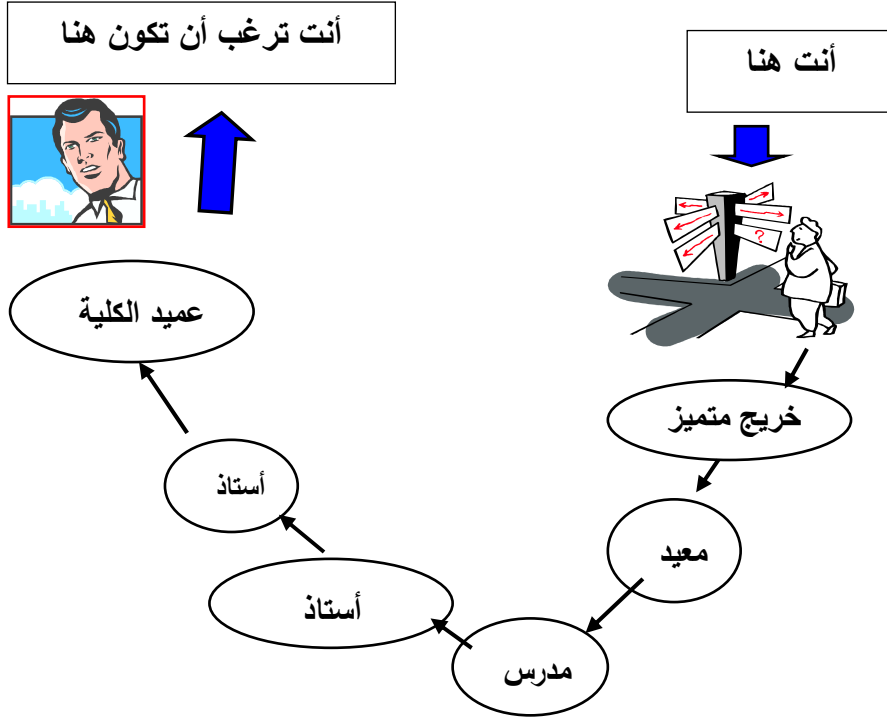 أنت هنا
أنت ترغب أن تكون هنا
?
خريج متميز
معيد
مدرس
أستاذ
أستاذ
عميد الكلية